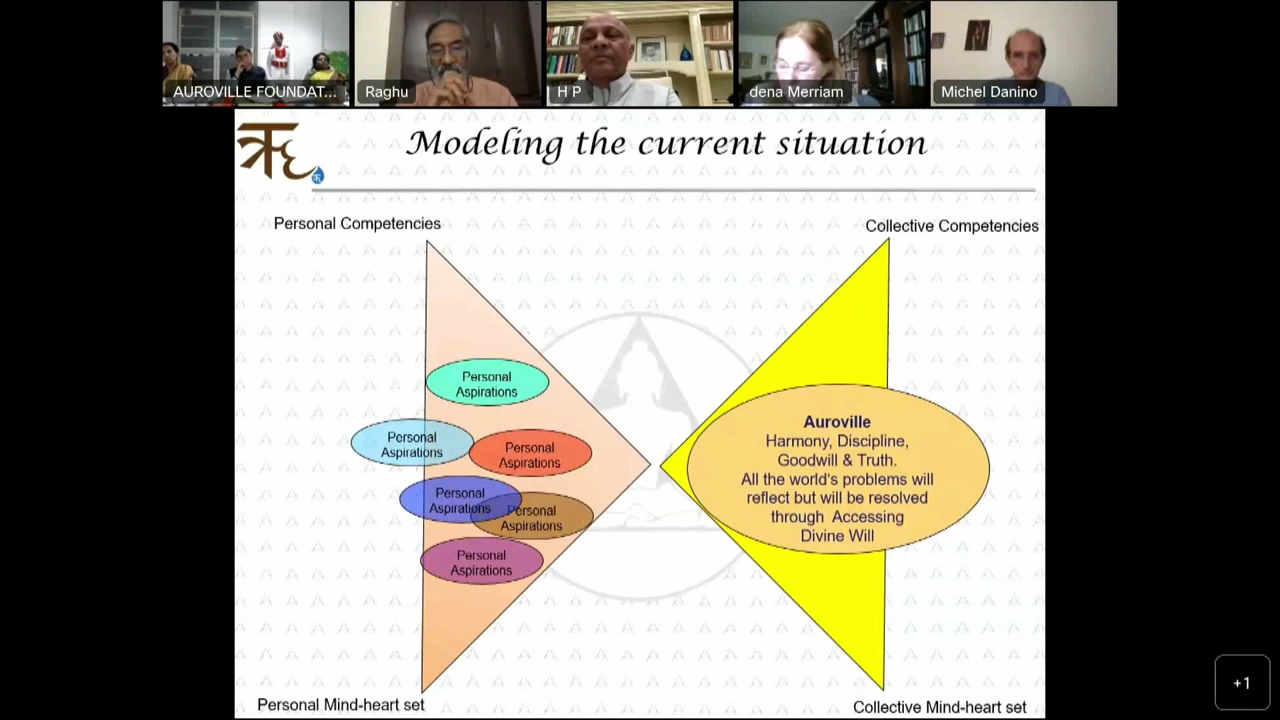 AUROVILLE FOUNDAT...
Raghu
H P
dena Merriam
Michel Danino
Modeling the current situation
Personal Competencies
Collective Competencies
Personal
Aspirations
Personal
Aspirations
Personal
Aspirations
Personal
Aspirations
Personal
Aspirations
Personal
Aspirations
Auroville
Harmony, Discipline,
Goodwill & Truth.
All the world's problems will
reflect but will be resolved
through Accessing
Divine Will
Personal Mind-heart set
Collective Mind-heart set
+1